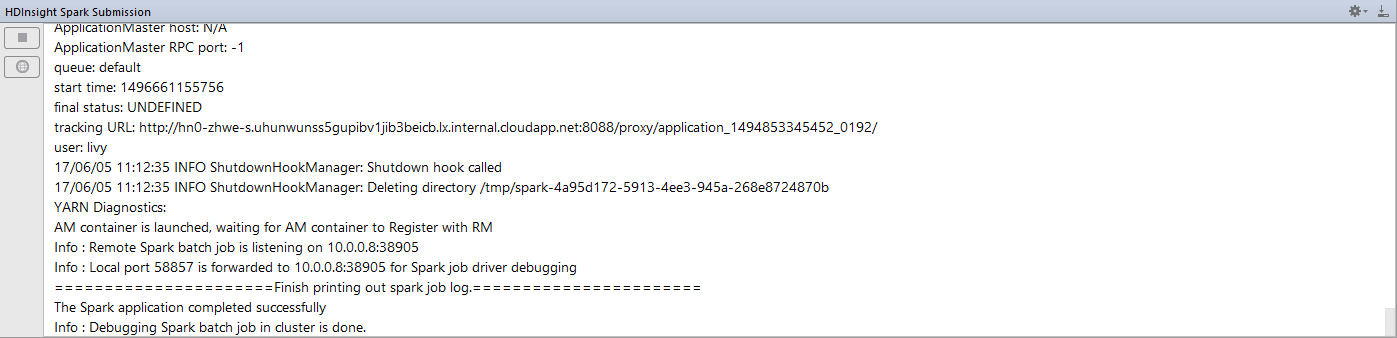 HDInsight Spark Submission
ApplicationMaster host: N/A
ApplicationMaster RPC port: -1
queue: default
start time: 1496661155756
final status: UNDEFINED
tracking URL: http://hn0-zhwe-s.uhunwunss5gupibv1jib3beicb.lx.internal.cloudapp.net:8088/proxy/application_1494853345452_0192/
user: livy
17/06/05 11:12:35 INFO ShutdownHookManager: Shutdown hook called
17/06/05 11:12:35 INFO ShutdownHookManager: Deleting directory /tmp/spark-4a95d172-5913-4ee3-945a-268e8724870b
YARN Diagnostics:
AM container is launched, waiting for AM container to Register with RM
Info : Remote Spark batch job is listening on 10.0.0.8:38905
Info : Local port 58857 is forwarded to 10.0.0.8:38905 for Spark job driver debugging
======================Finish printing out spark job log.=======================
The Spark application completed successfully
Info : Debugging Spark batch job in cluster is done.